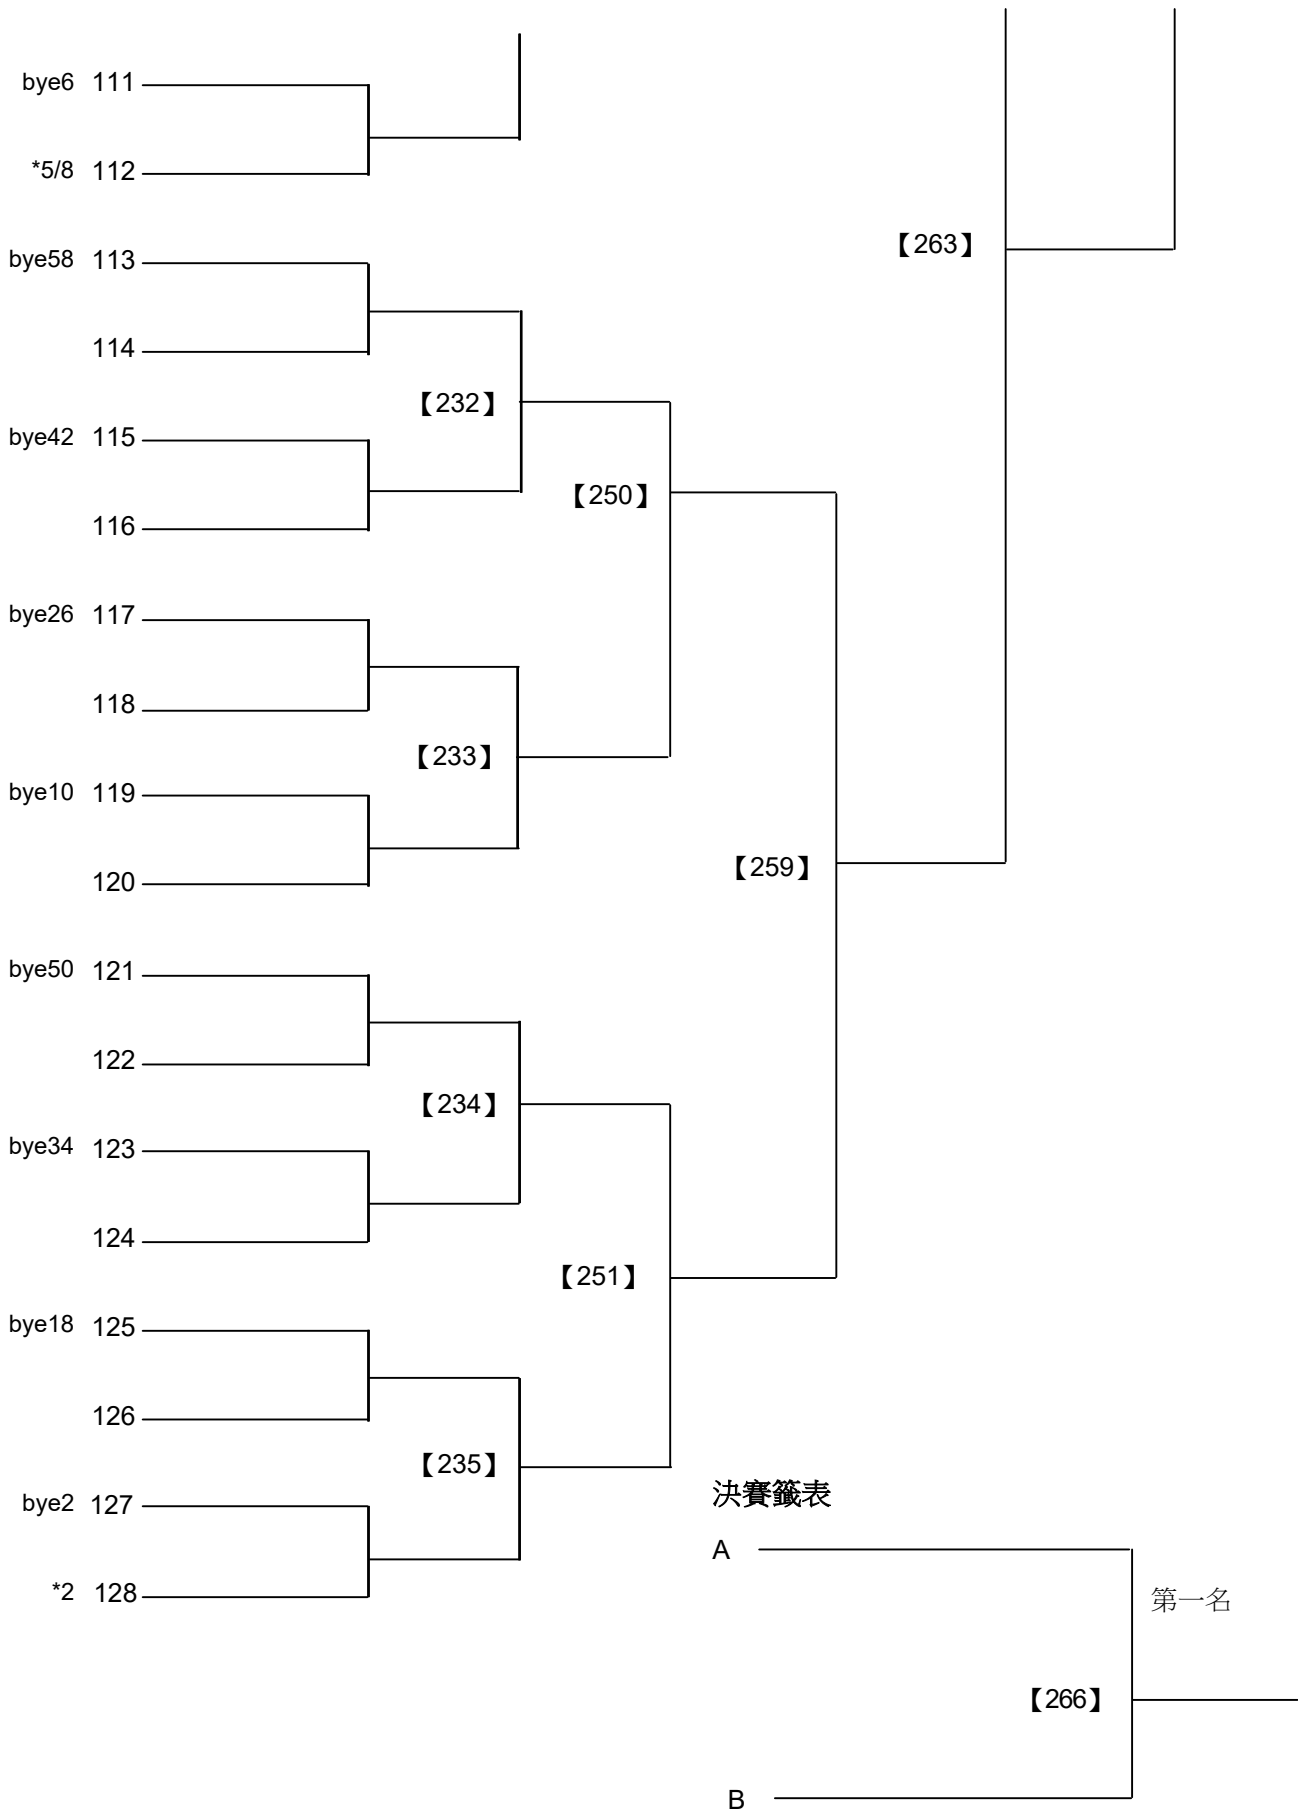 bye6 111
*5/8 112
【263】
bye58 113
114
【232】
bye42 115
【250】
116
bye26 117
118
【233】
bye10 119
【259】
120
bye50 121
122
【234】
bye34 123
124
【251】
bye18 125
126
【235】
決賽籤表
bye2 127
A
*2 128
第一名
【266】
B